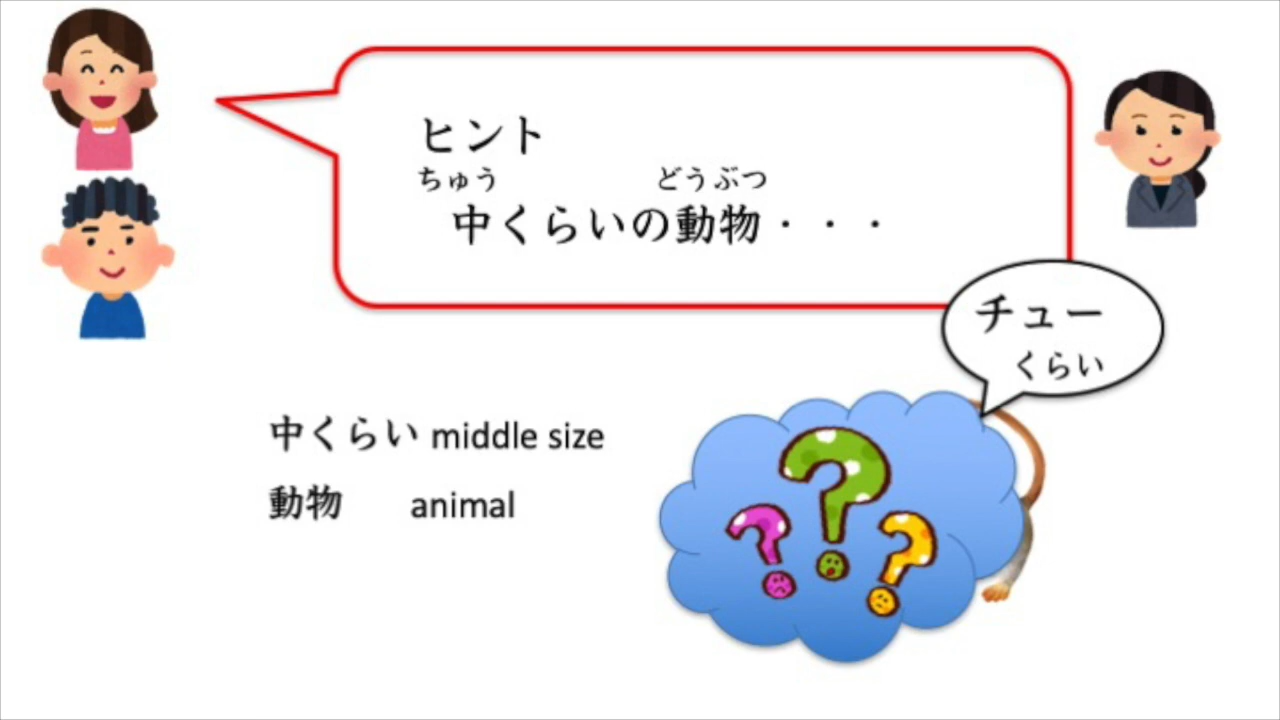 ヒント
ちゅう どうぶつ
中くらいの動物・・・
チュー
くらい
中くらい middle size
動物 animal